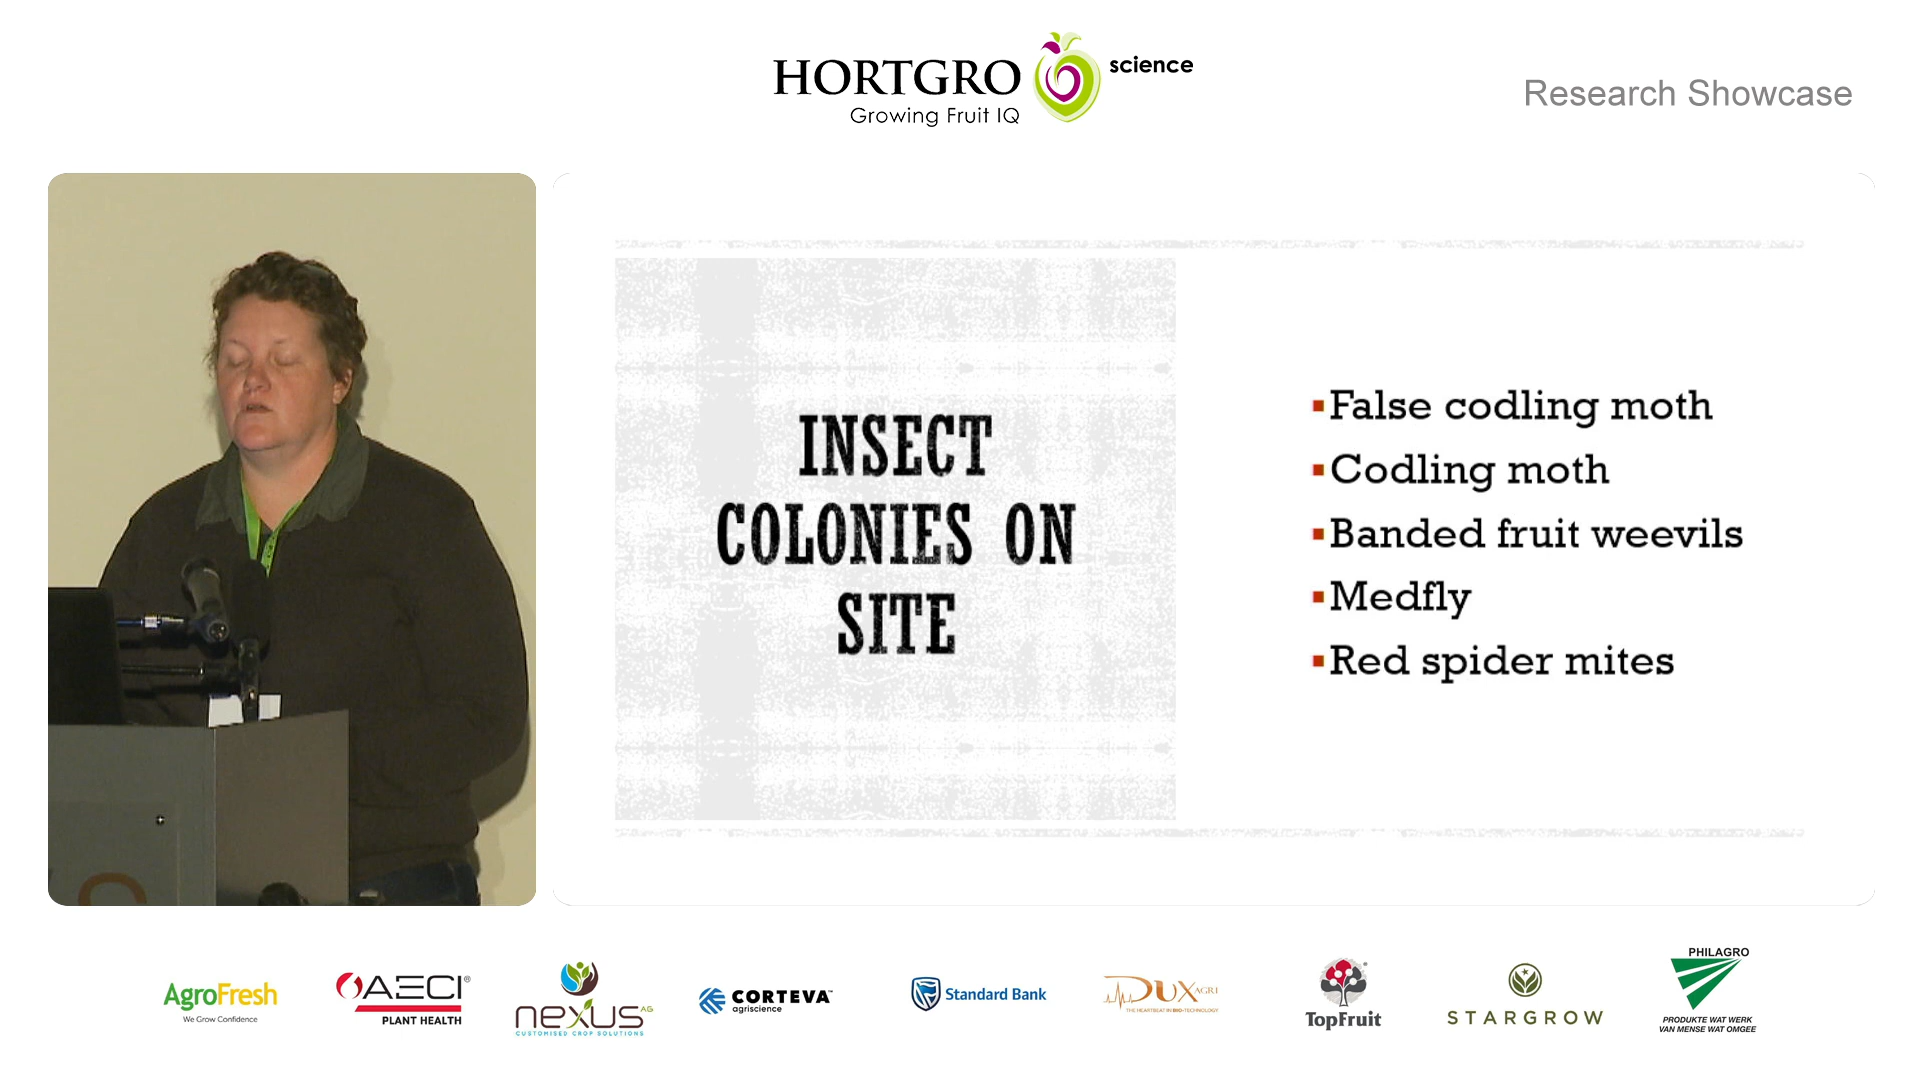 HORTGRO science
Growing Fruit IQ
Research Showcase
INSECT
COLONIES ON
SITE
▪False codling moth
▪Codling moth
▪Banded fruit weevils
▪Medfly
▪Red spider mites
AgroFresh
We Grow Confidence
AECI®
PLANT HEALTH
nexus AG
CUSTOMISED CROP SOLUTIONS
CORTEVA™
agriscience
Standard Bank
DUX AGRI
THE HEARTBEAT IN BIO-TECHNOLOGY
TopFruit
STARGROW
PHILAGRO
PRODUKTE WAT WERK
VAN MENSE WAT OMGEE